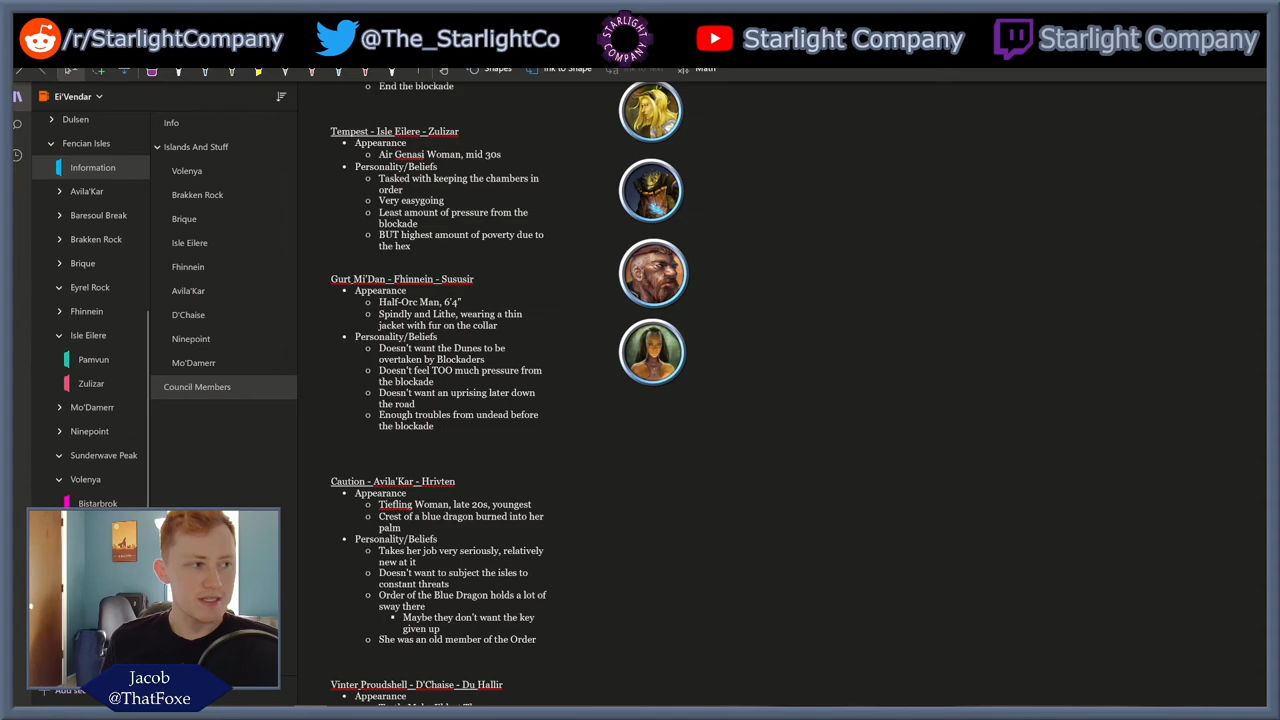 /r/StarlightCompany
@The_StarlightCo
STARLIGHT COMPANY
Starlight Company
Starlight Company
Shapes
Ink to Shape
Ink to Text
Math
Ei'Vendar
Dulsen
Fencian Isles
Information
Avila'Kar
Baresoul Break
Brakken Rock
Brique
Eyrel Rock
Fhinnein
Isle Eilere
Pamvun
Zulizar
Mo'Damerr
Ninepoint
Sunderwave Peak
Volenya
Bistarbrok
Info
Islands And Stuff
Volenya
Brakken Rock
Brique
Isle Eilere
Fhinnein
Avila'Kar
D'Chaise
Ninepoint
Mo'Damerr
Council Members
End the blockade
Tempest - Isle Eilere - Zulizar
Appearance
Air Genasi Woman, mid 30s
Personality/Beliefs
Tasked with keeping the chambers in
order
Very easygoing
Least amount of pressure from the
blockade
BUT highest amount of poverty due to
the hex
Gurt Mi'Dan - Fhinnein - Sususir
Appearance
Half-Orc Man, 6'4"
Spindly and Lithe, wearing a thin
jacket with fur on the collar
Personality/Beliefs
Doesn't want the Dunes to be
overtaken by Blockaders
Doesn't feel TOO much pressure from
the blockade
Doesn't want an uprising later down
the road
Enough troubles from undead before
the blockade
Caution - Avila'Kar - Hrivten
Appearance
Tiefling Woman, late 20s, youngest
Crest of a blue dragon burned into her
palm
Personality/Beliefs
Takes her job very seriously, relatively
new at it
Doesn't want to subject the isles to
constant threats
Order of the Blue Dragon holds a lot of
sway there
Maybe they don't want the key
given up
She was an old member of the Order
Vinter Proudshell - D'Chaise - Du Hallir
Appearance
Add sec
Jacob
@ThatFoxe